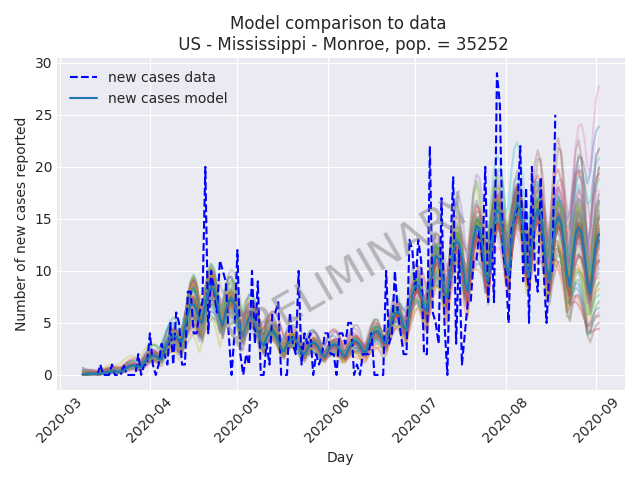 Model comparison to data
US - Mississippi - Monroe, pop. = 35252
new cases data
new cases model
Number of new cases reported
30
25
20
15
10
5
0
PRELIMINARY
2020-03
2020-04
2020-05
2020-06
2020-07
2020-08
2020-09
Day